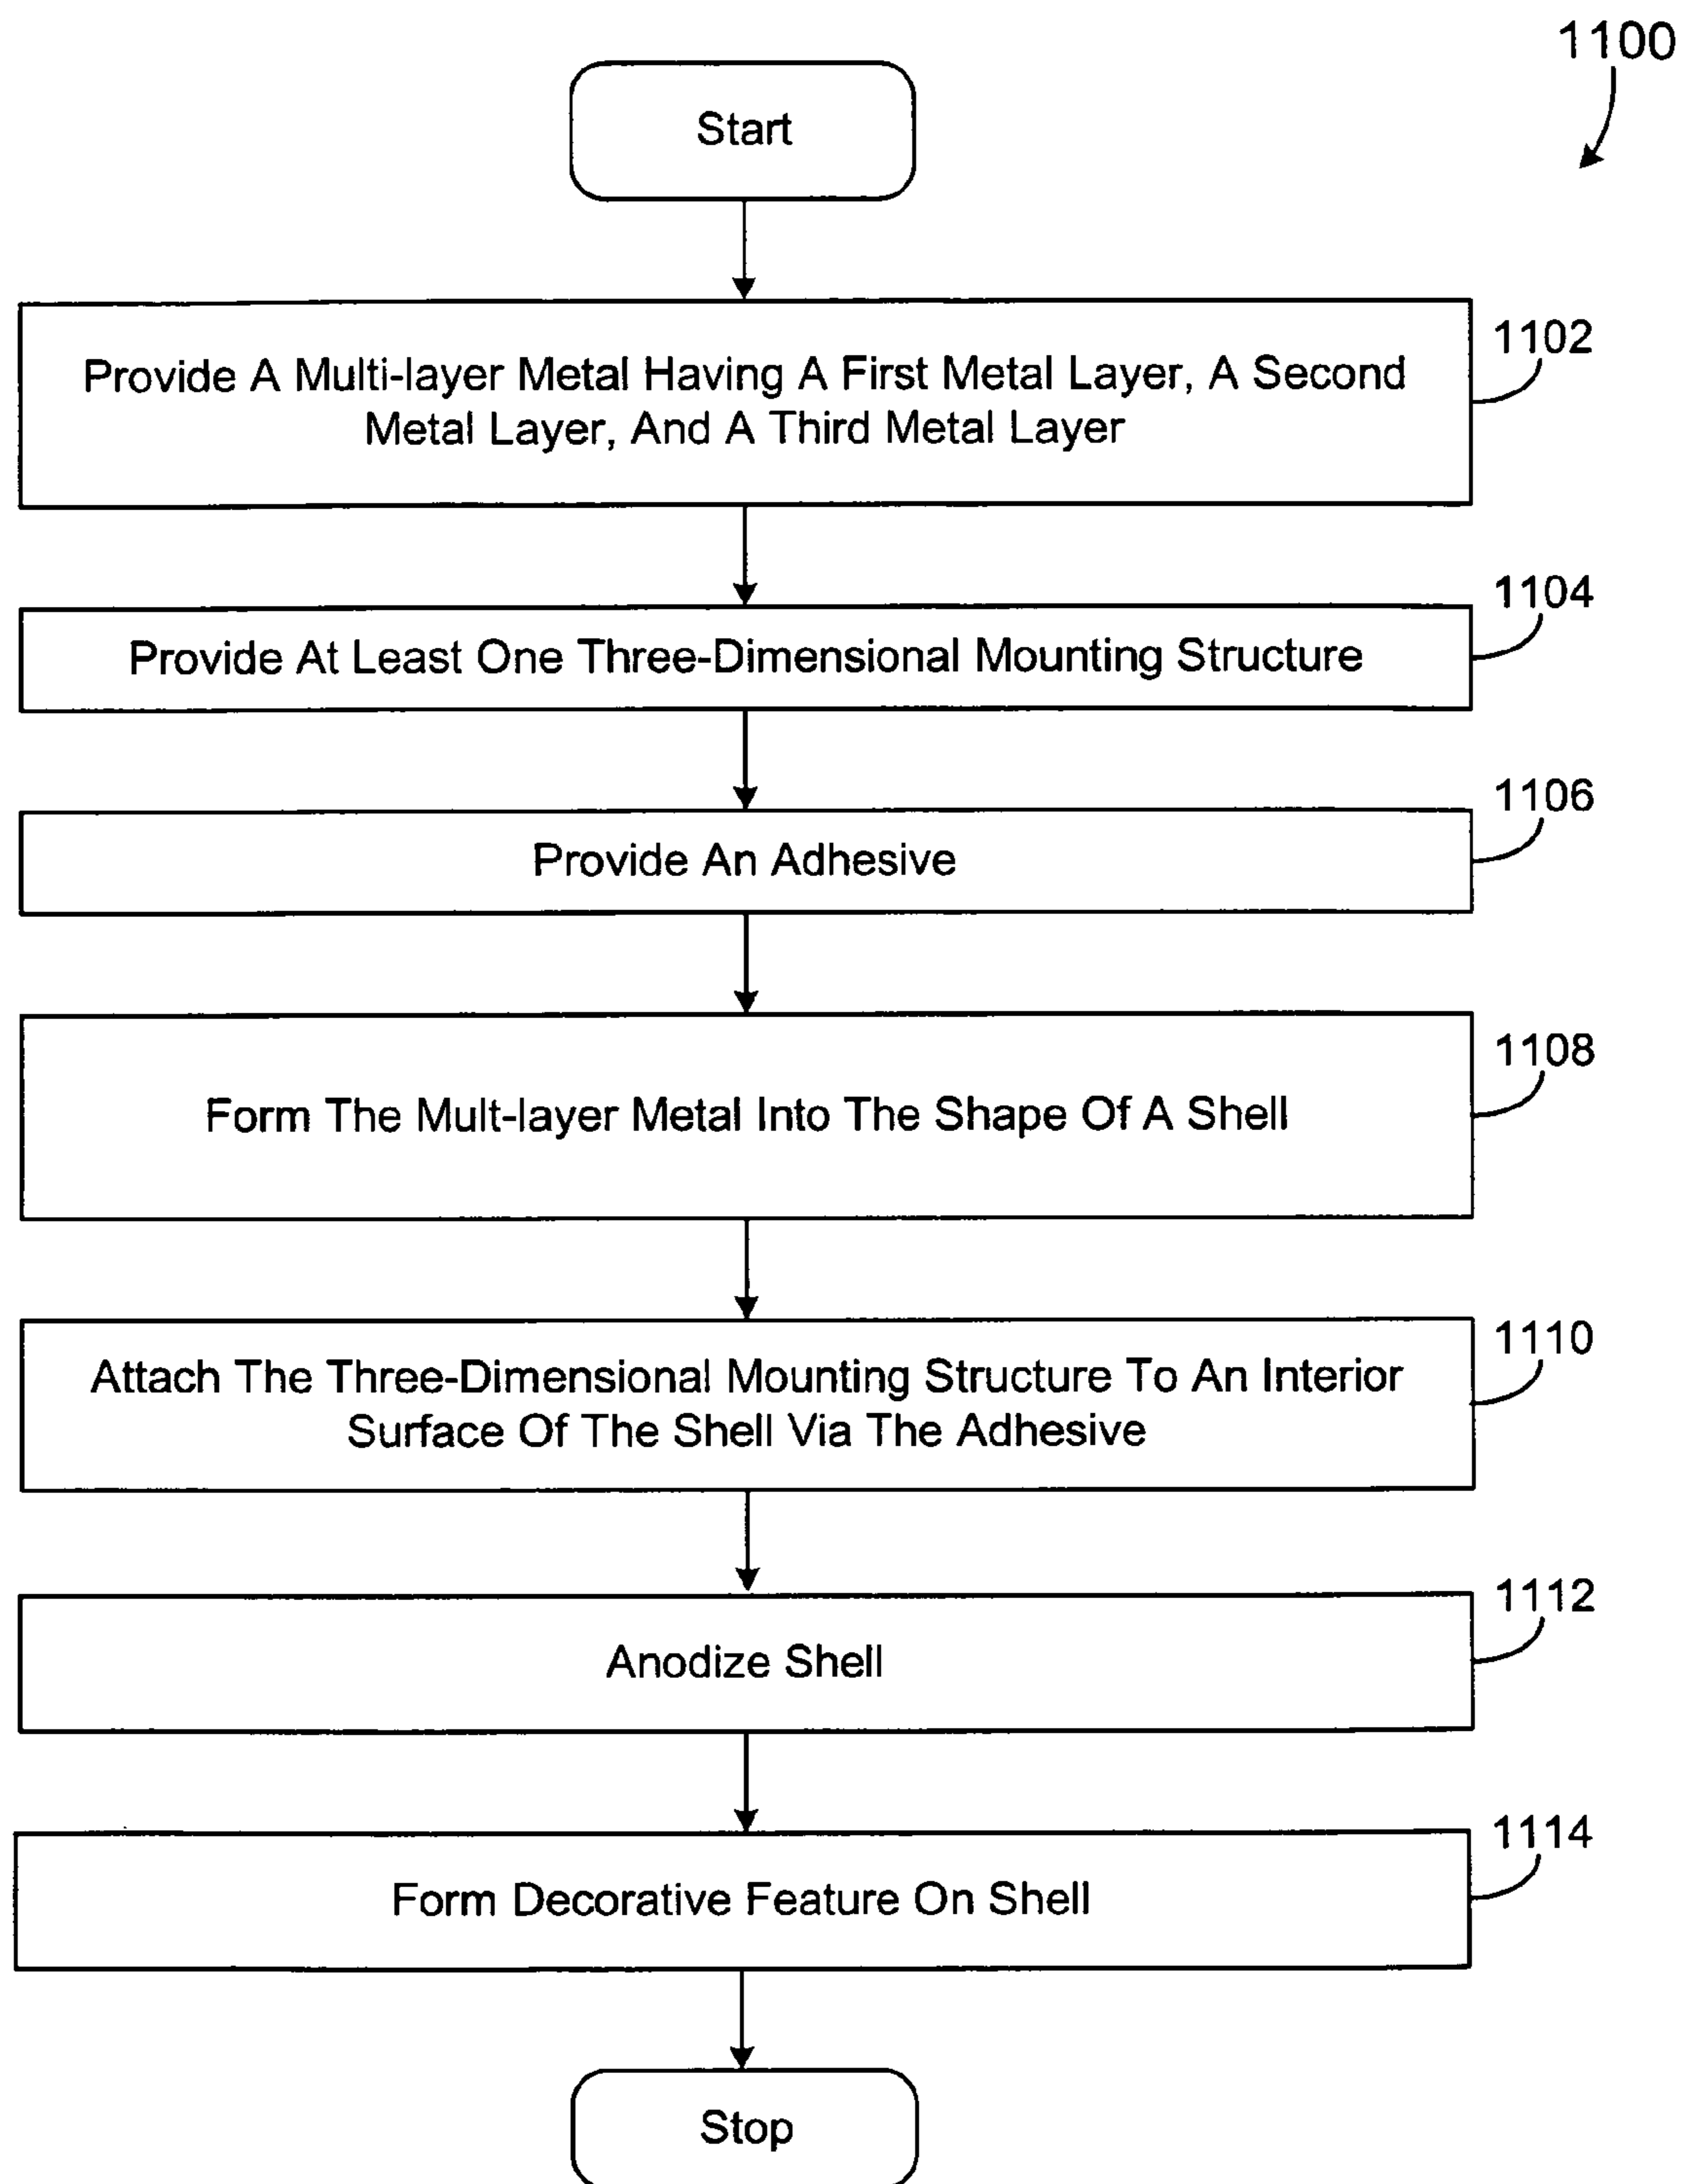 1100
Start
1102
Provide A Multi-layer Metal Having A First Metal Layer, A Second
Metal Layer, And A Third Metal Layer
1104
Provide At Least One Three-Dimensional Mounting Structure
1106
Provide An Adhesive
1108
Form The Mult-layer Metal Into The Shape Of A Shell
1110
Attach The Three-Dimensional Mounting Structure To An Interior
Surface Of The Shell Via The Adhesive
1112
Anodize Shell
1114
Form Decorative Feature On Shell
Stop